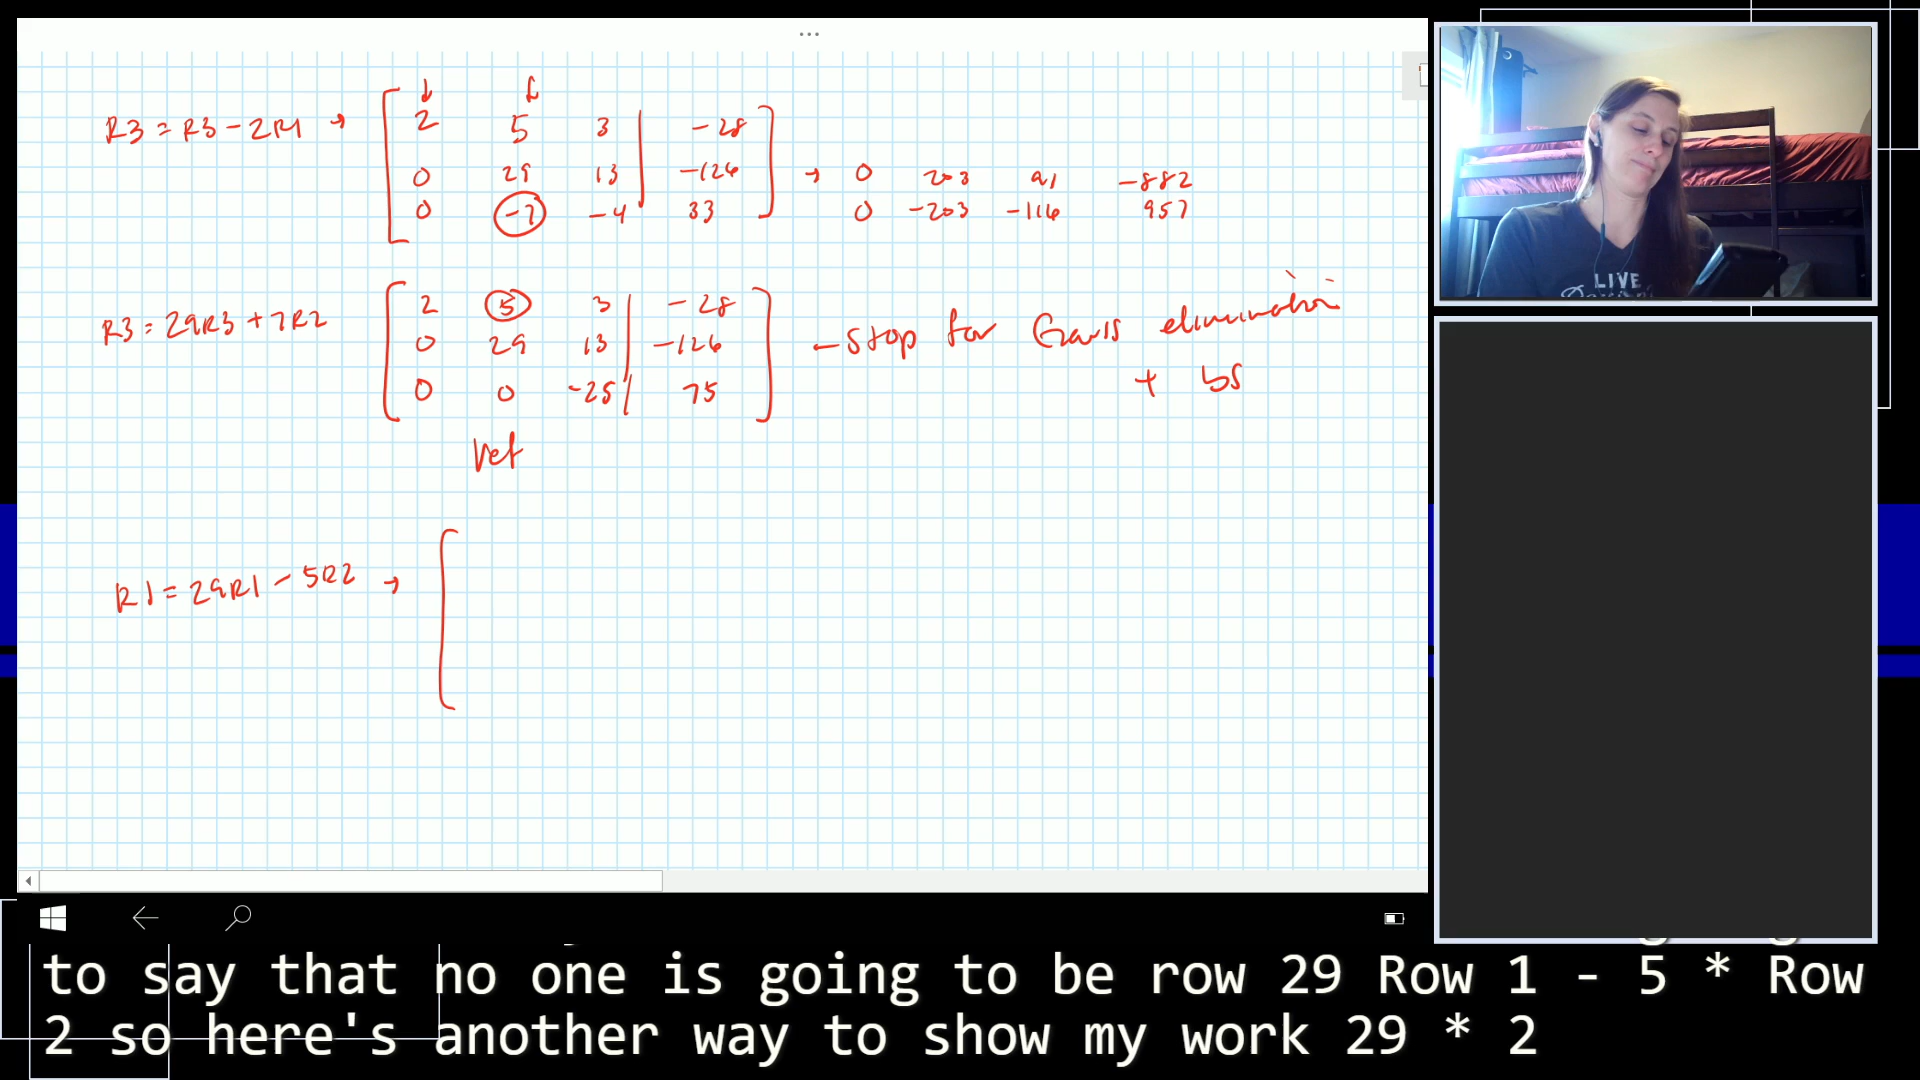 R3 = R3 - 2R1 → 2 5 3 | -28
0 29 13 -126 → 0 203 91 -882
0 -7 -4 33 0 -203 -116 957
R3 = 29R3 + 7R2 2 5 3 | -28
0 29 13 -126 - stop for Gauss elimination
0 0 -25 75 + bs
ref
R1 = 29R1 - 5R2 →
LIVE
to say that no one is going to be row 29 Row 1 - 5 * Row
2 so here's another way to show my work 29 * 2